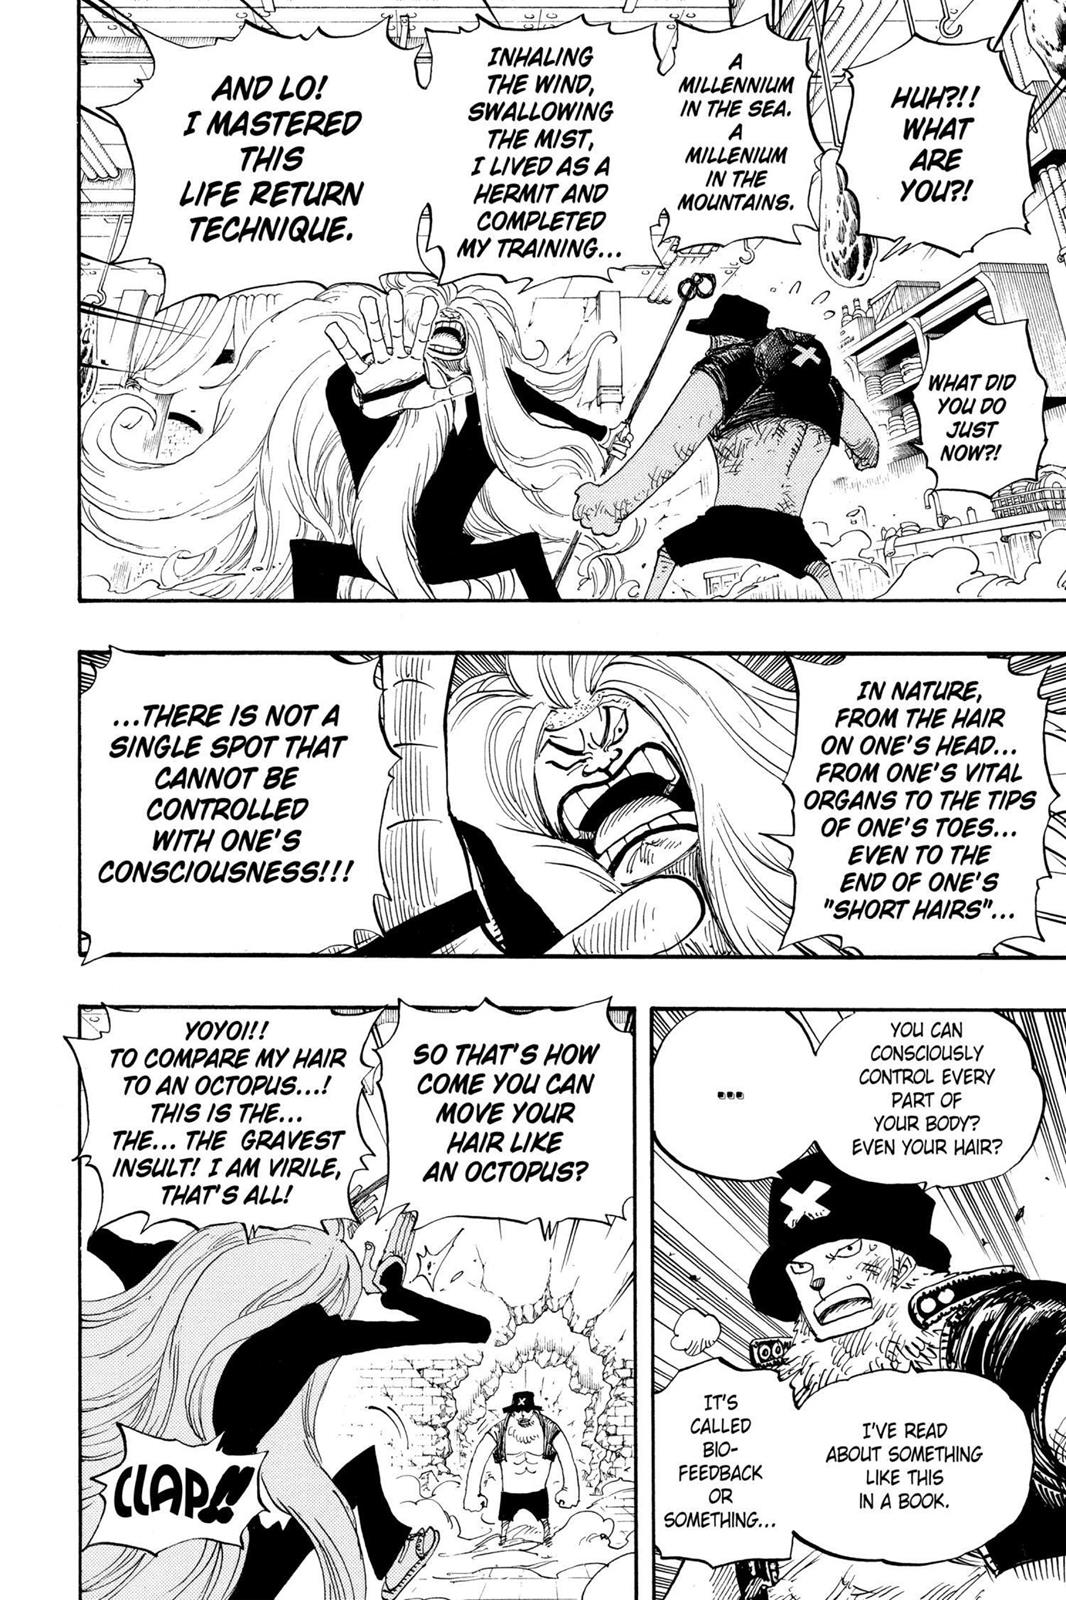 HUH?!!
WHAT
ARE
YOU?!
WHAT DID
YOU DO
JUST
NOW?!
A
MILLENNIUM
IN THE SEA.
A
MILLENIUM
IN THE
MOUNTAINS.
INHALING
THE WIND,
SWALLOWING
THE MIST,
I LIVED AS A
HERMIT AND
COMPLETED
MY TRAINING...
AND LO!
I MASTERED
THIS
LIFE RETURN
TECHNIQUE.
IN NATURE,
FROM THE HAIR
ON ONE'S HEAD...
FROM ONE'S VITAL
ORGANS TO THE TIPS
OF ONE'S TOES...
EVEN TO THE
END OF ONE'S
"SHORT HAIRS"...
...THERE IS NOT A
SINGLE SPOT THAT
CANNOT BE
CONTROLLED
WITH ONE'S
CONSCIOUSNESS!!!
YOU CAN
CONSCIOUSLY
CONTROL EVERY
PART OF
YOUR BODY?
EVEN YOUR HAIR?
...
I'VE READ
ABOUT SOMETHING
LIKE THIS
IN A BOOK.
IT'S
CALLED
BIO-
FEEDBACK
OR
SOMETHING...
SO THAT'S HOW
COME YOU CAN
MOVE YOUR
HAIR LIKE
AN OCTOPUS?
YOYOI!!
TO COMPARE MY HAIR
TO AN OCTOPUS...!
THIS IS THE...
THE... THE GRAVEST
INSULT! I AM VIRILE,
THAT'S ALL!
CLAP!!